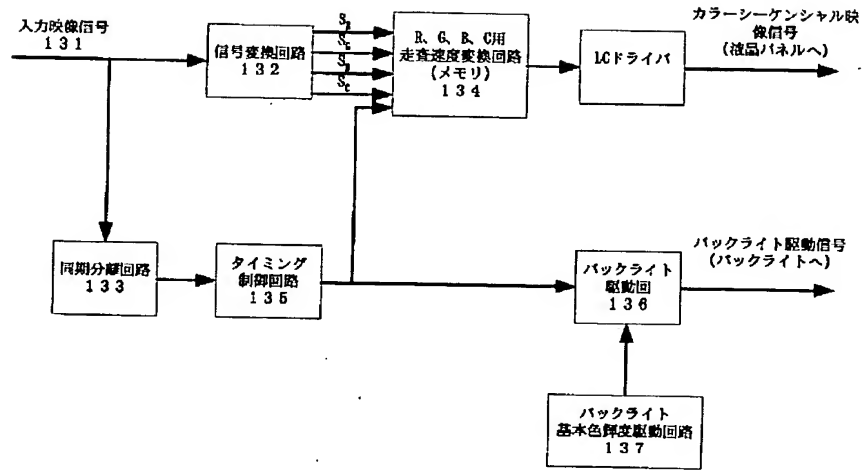 入力映像信号
131
信号変換回路
132
S_R
S_G
S_B
S_C
R、G、B、C用
走査速度変換回路
(メモリ)
134
LCドライバ
カラーシーケンシャル映
像信号
(液晶パネルへ)
同期分離回路
133
タイミング
制御回路
135
バックライト
駆動回
136
バックライト駆動信号
(バックライトへ)
バックライト
基本色輝度駆動回路
137